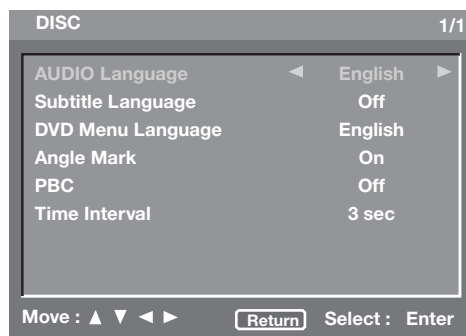 DISC 1/1
AUDIO Language ◄ English ►
Subtitle Language Off
DVD Menu Language English
Angle Mark On
PBC Off
Time Interval 3 sec
Move : ▲ ▼ ◄ ► Return Select : Enter